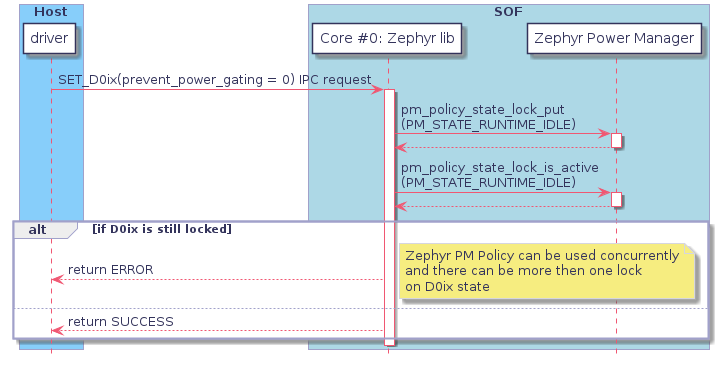 Host
SOF
driver
Core #0: Zephyr lib
Zephyr Power Manager
SET_D0ix(prevent_power_gating = 0) IPC request
pm_policy_state_lock_put
(PM_STATE_RUNTIME_IDLE)
pm_policy_state_lock_is_active
(PM_STATE_RUNTIME_IDLE)
alt
[if D0ix is still locked]
Zephyr PM Policy can be used concurrently
and there can be more then one lock
on D0ix state
return ERROR
return SUCCESS